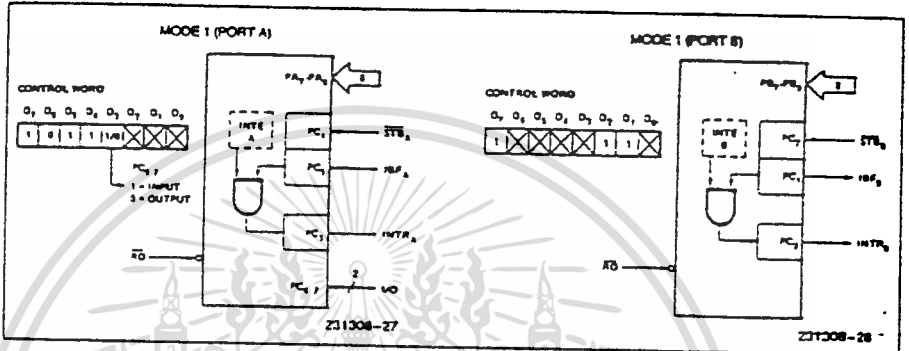 MODE 1 (PORT A)
CONTROL WORD
D7 D6 D5 D4 D3 D2 D1 D0
1 0 1 1 1/0 X X X
PC6,7
1 = INPUT
0 = OUTPUT
PA7-PA0
8
INTE
A
PC4
STBA
PC5
IBFA
PC3
INTRA
RD
PC6,7
2
I/O
231308-27
MODE 1 (PORT B)
CONTROL WORD
D7 D6 D5 D4 D3 D2 D1 D0
1 X X X X 1 1 X
PB7-PB0
8
INTE
B
PC2
STBB
PC1
IBFB
PC0
INTRB
RD
231308-28